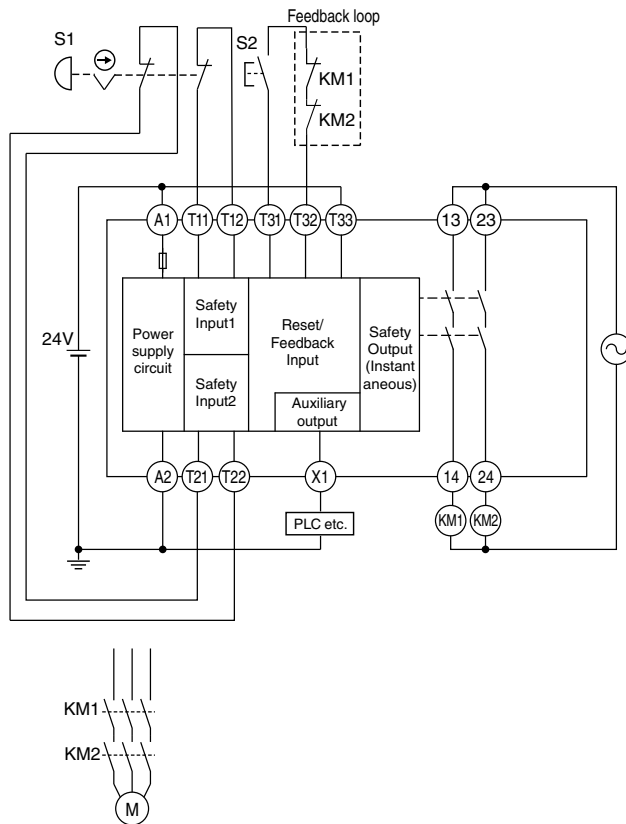 Feedback loop
S1
S2
KM1
KM2
A1
T11
T12
T31
T32
T33
13
23
24V
Power
supply
circuit
Safety
Input1
Safety
Input2
Reset/
Feedback
Input
Auxiliary
output
Safety
Output
(Instant
aneous)
A2
T21
T22
X1
14
24
PLC etc.
KM1
KM2
KM1
KM2
M